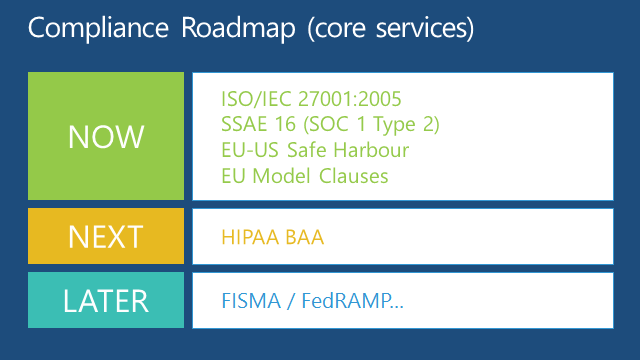 Compliance Roadmap (core services)
NOW
ISO/IEC 27001:2005
SSAE 16 (SOC 1 Type 2)
EU-US Safe Harbour
EU Model Clauses
NEXT
HIPAA BAA
LATER
FISMA / FedRAMP...